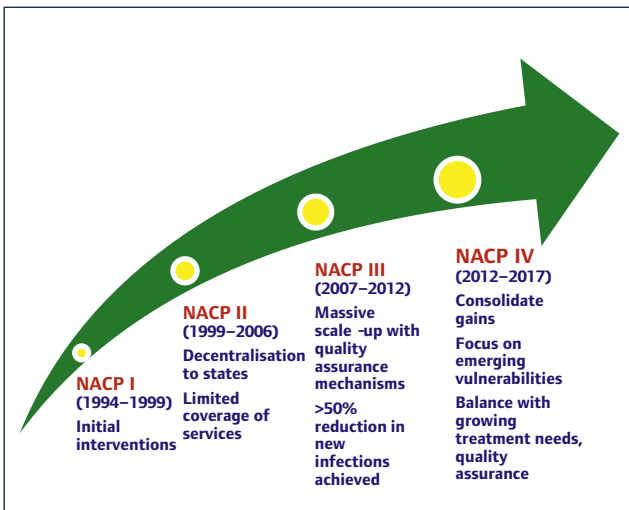 NACP I
(1994–1999)
Initial
interventions
NACP II
(1999–2006)
Decentralisation
to states
Limited
coverage of
services
NACP III
(2007–2012)
Massive
scale -up with
quality
assurance
mechanisms
>50%
reduction in
new
infections
achieved
NACP IV
(2012–2017)
Consolidate
gains
Focus on
emerging
vulnerabilities
Balance with
growing
treatment needs,
quality
assurance